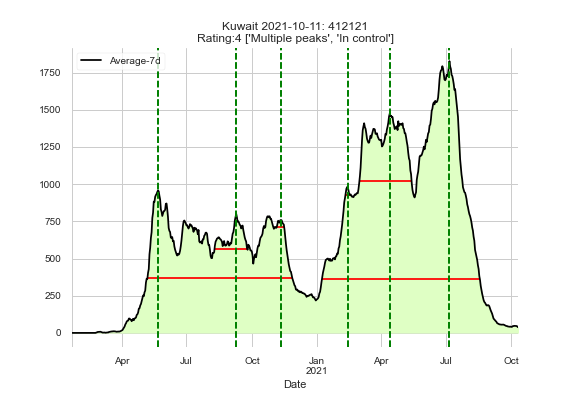 Kuwait 2021-10-11: 412121
Rating:4 ['Multiple peaks', 'In control']
Average-7d
1750
1500
1250
1000
750
500
250
0
Apr Jul Oct Jan Apr Jul Oct
2021
Date